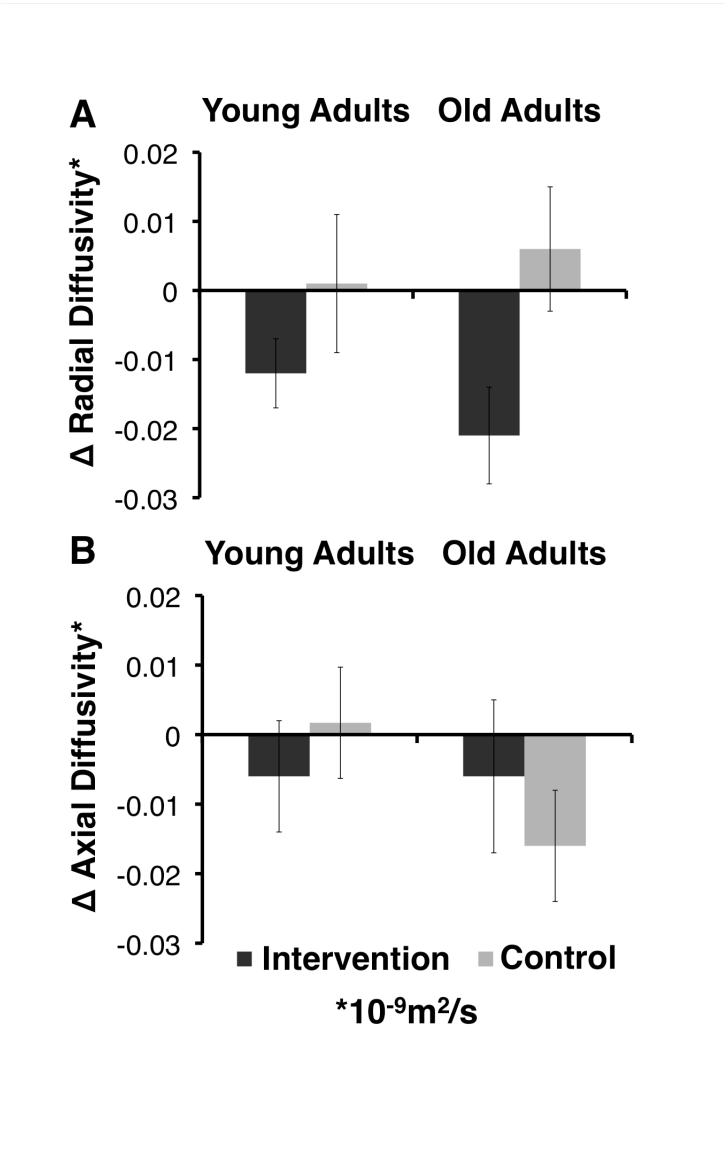 A
Young Adults Old Adults
Δ Radial Diffusivity*
0.02
0.01
0
-0.01
-0.02
-0.03
B
Young Adults Old Adults
Δ Axial Diffusivity*
0.02
0.01
0
-0.01
-0.02
-0.03
Intervention Control
*10⁻⁹m²/s